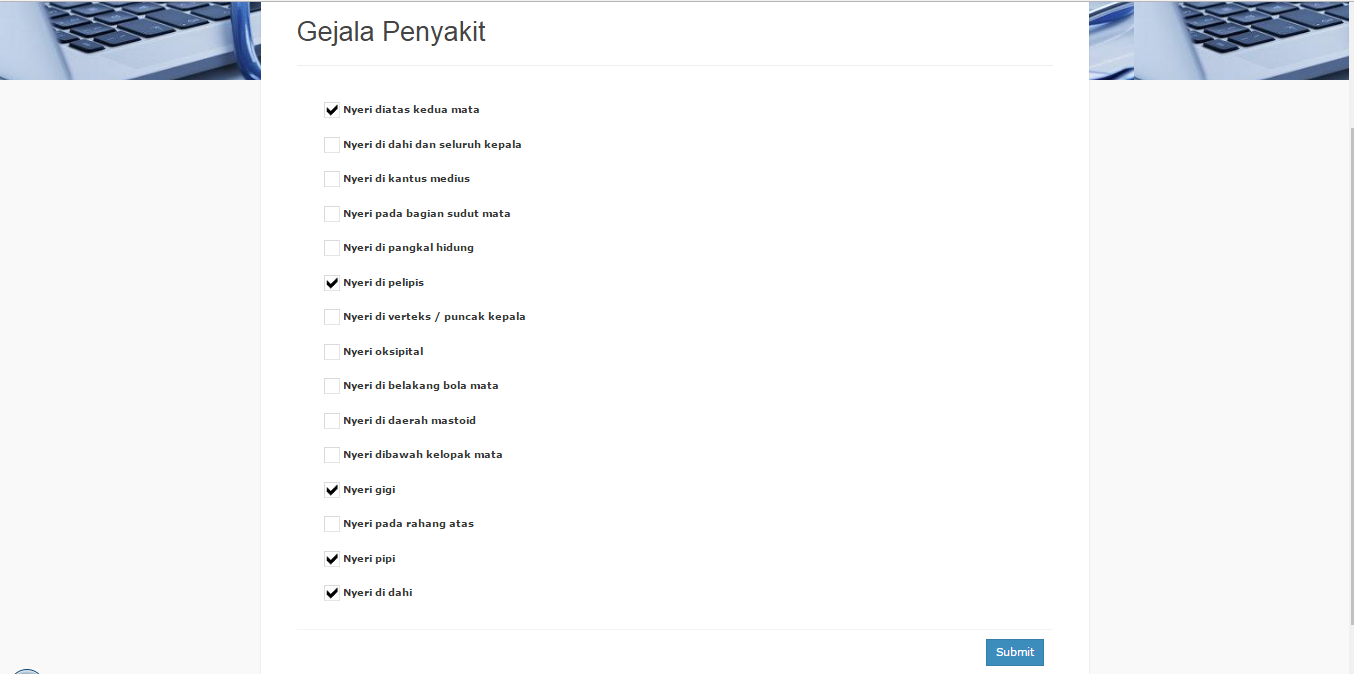 Gejala Penyakit
Nyeri diatas kedua mata
Nyeri di dahi dan seluruh kepala
Nyeri di kantus medius
Nyeri pada bagian sudut mata
Nyeri di pangkal hidung
Nyeri di pelipis
Nyeri di verteks / puncak kepala
Nyeri oksipital
Nyeri di belakang bola mata
Nyeri di daerah mastoid
Nyeri dibawah kelopak mata
Nyeri gigi
Nyeri pada rahang atas
Nyeri pipi
Nyeri di dahi
Submit